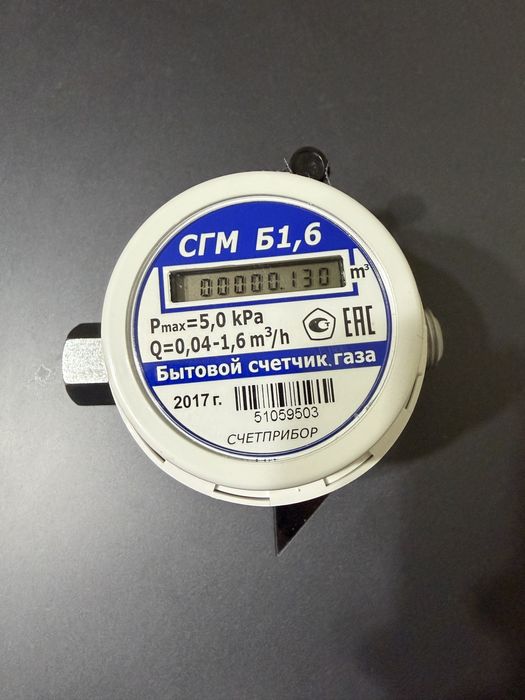 СГМ Б1,6
00000.130 m³
Pmax=5,0 kPa
Q=0,04-1,6 m³/h
ЕАС
Бытовой счетчик газа
2017 г.
51059503
СЧЕТПРИБОР